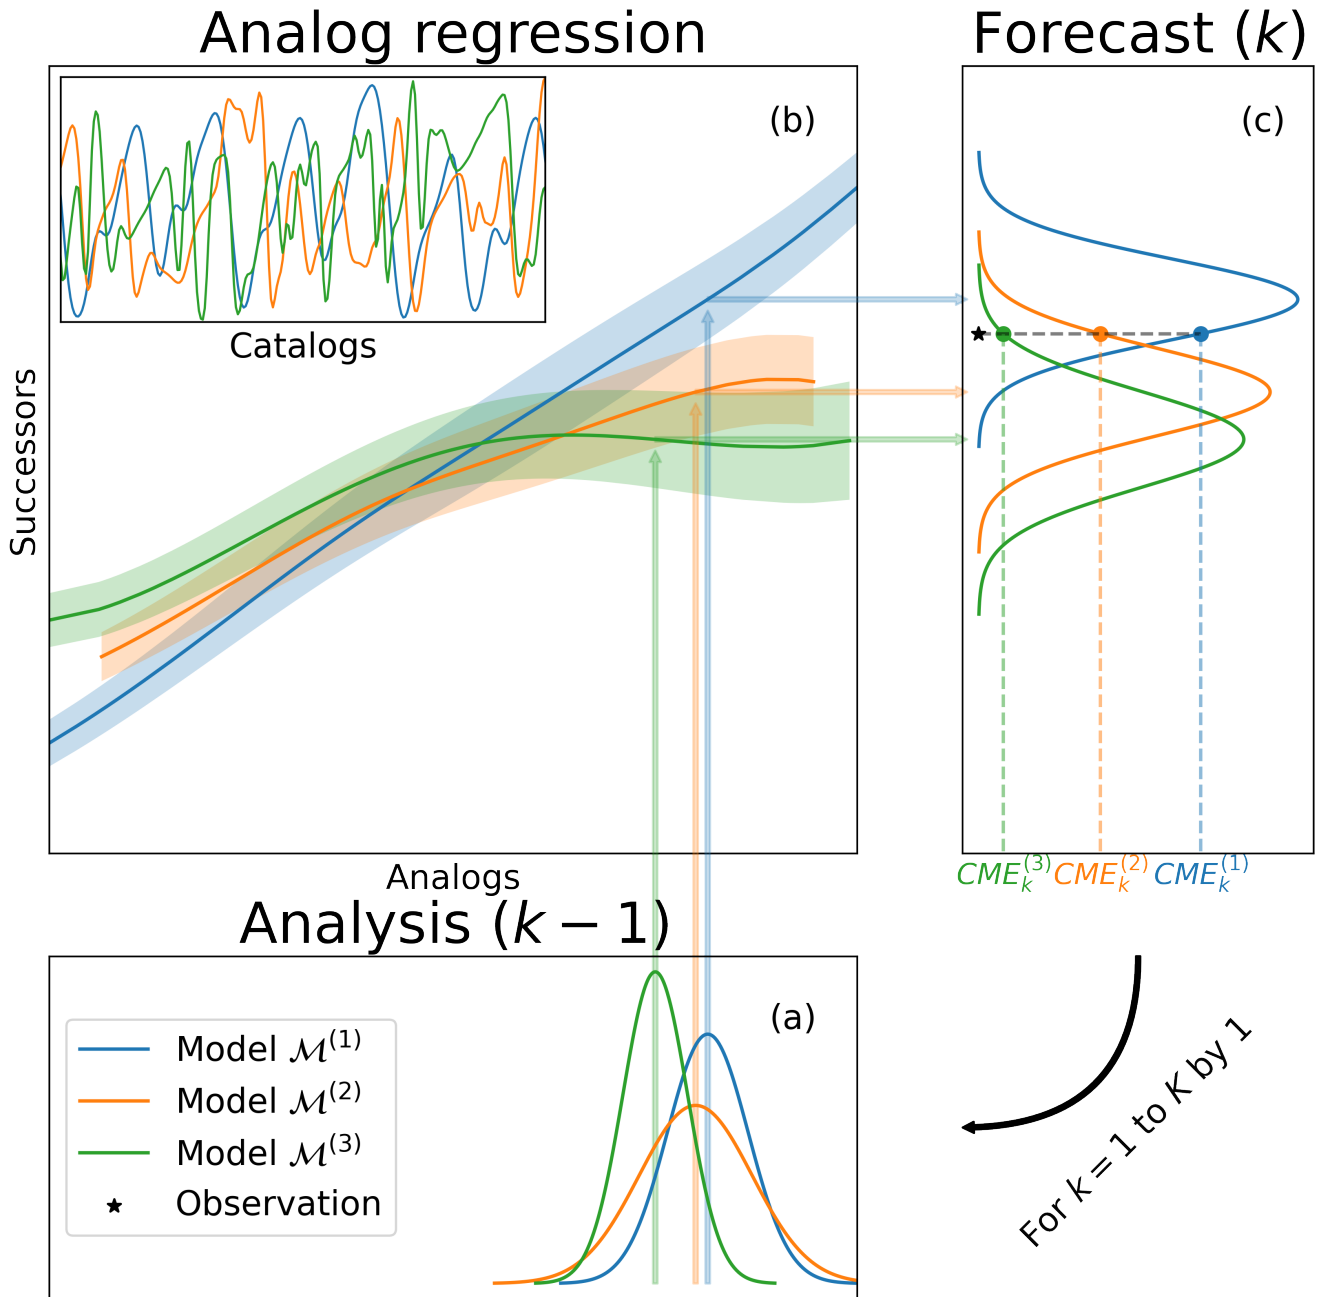 Analog regression
Forecast (k)
(b)
(c)
Catalogs
Successors
Analogs
CME_k^{(3)} CME_k^{(2)} CME_k^{(1)}
Analysis (k − 1)
(a)
Model ℳ^{(1)}
Model ℳ^{(2)}
Model ℳ^{(3)}
Observation
For k = 1 to K by 1